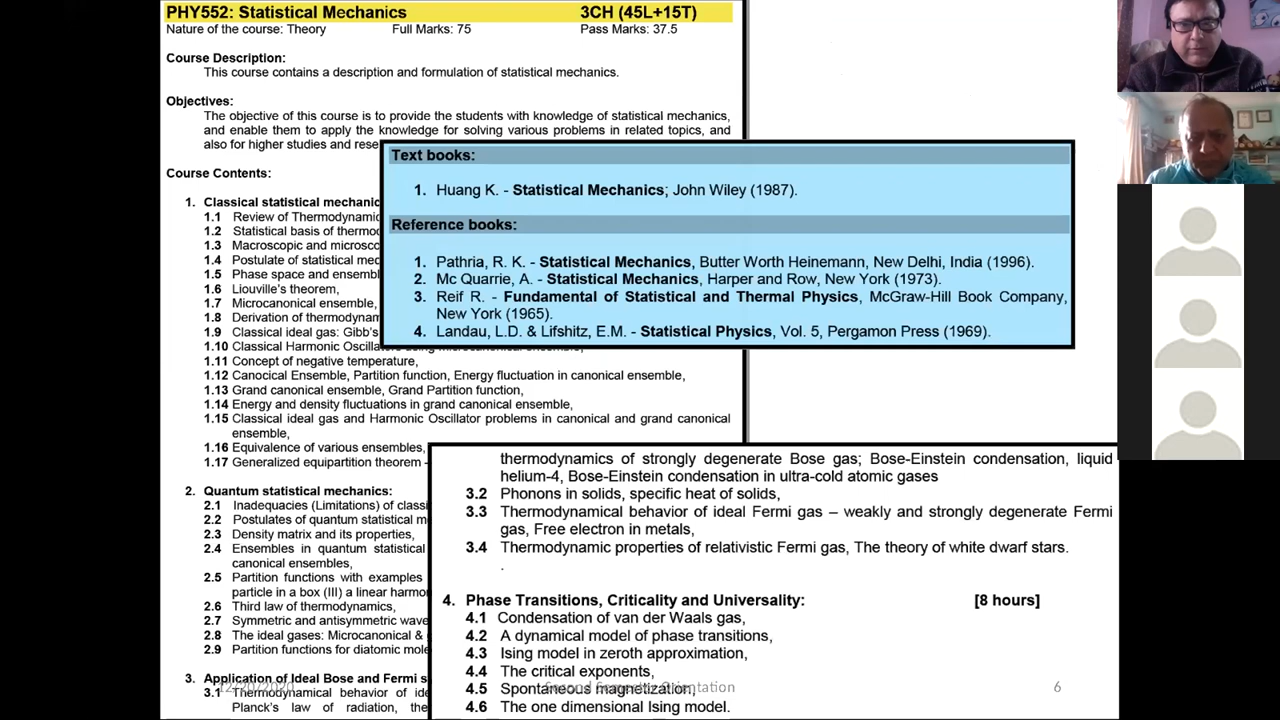 PHY552: Statistical Mechanics 3CH (45L+15T)
Nature of the course: Theory Full Marks: 75 Pass Marks: 37.5
Course Description:
This course contains a description and formulation of statistical mechanics.
Objectives:
The objective of this course is to provide the students with knowledge of statistical mechanics,
and enable them to apply the knowledge for solving various problems in related topics, and
also for higher studies and rese
Course Contents:
1. Classical statistical mechanic
1.1 Review of Thermodynamic
1.2 Statistical basis of thermod
1.3 Macroscopic and microsco
1.4 Postulate of statistical mec
1.5 Phase space and ensembl
1.6 Liouville's theorem,
1.7 Microcanonical ensemble,
1.8 Derivation of thermodynam
1.9 Classical ideal gas: Gibb's
1.10 Classical Harmonic Oscillator using microcanonical ensemble,
1.11 Concept of negative temperature,
1.12 Canocical Ensemble, Partition function, Energy fluctuation in canonical ensemble,
1.13 Grand canonical ensemble, Grand Partition function,
1.14 Energy and density fluctuations in grand canonical ensemble,
1.15 Classical ideal gas and Harmonic Oscillator problems in canonical and grand canonical
ensemble,
1.16 Equivalence of various ensembles,
1.17 Generalized equipartition theorem -
2. Quantum statistical mechanics:
2.1 Inadequacies (Limitations) of classi
2.2 Postulates of quantum statistical m
2.3 Density matrix and its properties,
2.4 Ensembles in quantum statistical
canonical ensembles,
2.5 Partition functions with examples
particle in a box (III) a linear harmo
2.6 Third law of thermodynamics,
2.7 Symmetric and antisymmetric wave
2.8 The ideal gases: Microcanonical &
2.9 Partition functions for diatomic mole
3. Application of Ideal Bose and Fermi s
3.1 Thermodynamical behavior of ide
Planck's law of radiation, the
Text books:
1. Huang K. - Statistical Mechanics; John Wiley (1987).
Reference books:
1. Pathria, R. K. - Statistical Mechanics, Butter Worth Heinemann, New Delhi, India (1996).
2. Mc Quarrie, A. - Statistical Mechanics, Harper and Row, New York (1973).
3. Reif R. - Fundamental of Statistical and Thermal Physics, McGraw-Hill Book Company,
New York (1965).
4. Landau, L.D. & Lifshitz, E.M. - Statistical Physics, Vol. 5, Pergamon Press (1969).
thermodynamics of strongly degenerate Bose gas; Bose-Einstein condensation, liquid
helium-4, Bose-Einstein condensation in ultra-cold atomic gases
3.2 Phonons in solids, specific heat of solids,
3.3 Thermodynamical behavior of ideal Fermi gas – weakly and strongly degenerate Fermi
gas, Free electron in metals,
3.4 Thermodynamic properties of relativistic Fermi gas, The theory of white dwarf stars.
.
4. Phase Transitions, Criticality and Universality: [8 hours]
4.1 Condensation of van der Waals gas,
4.2 A dynamical model of phase transitions,
4.3 Ising model in zeroth approximation,
4.4 The critical exponents,
4.5 Spontaneous magnetization,
4.6 The one dimensional Ising model.
12/20/2020 Second Semester Orientation 6